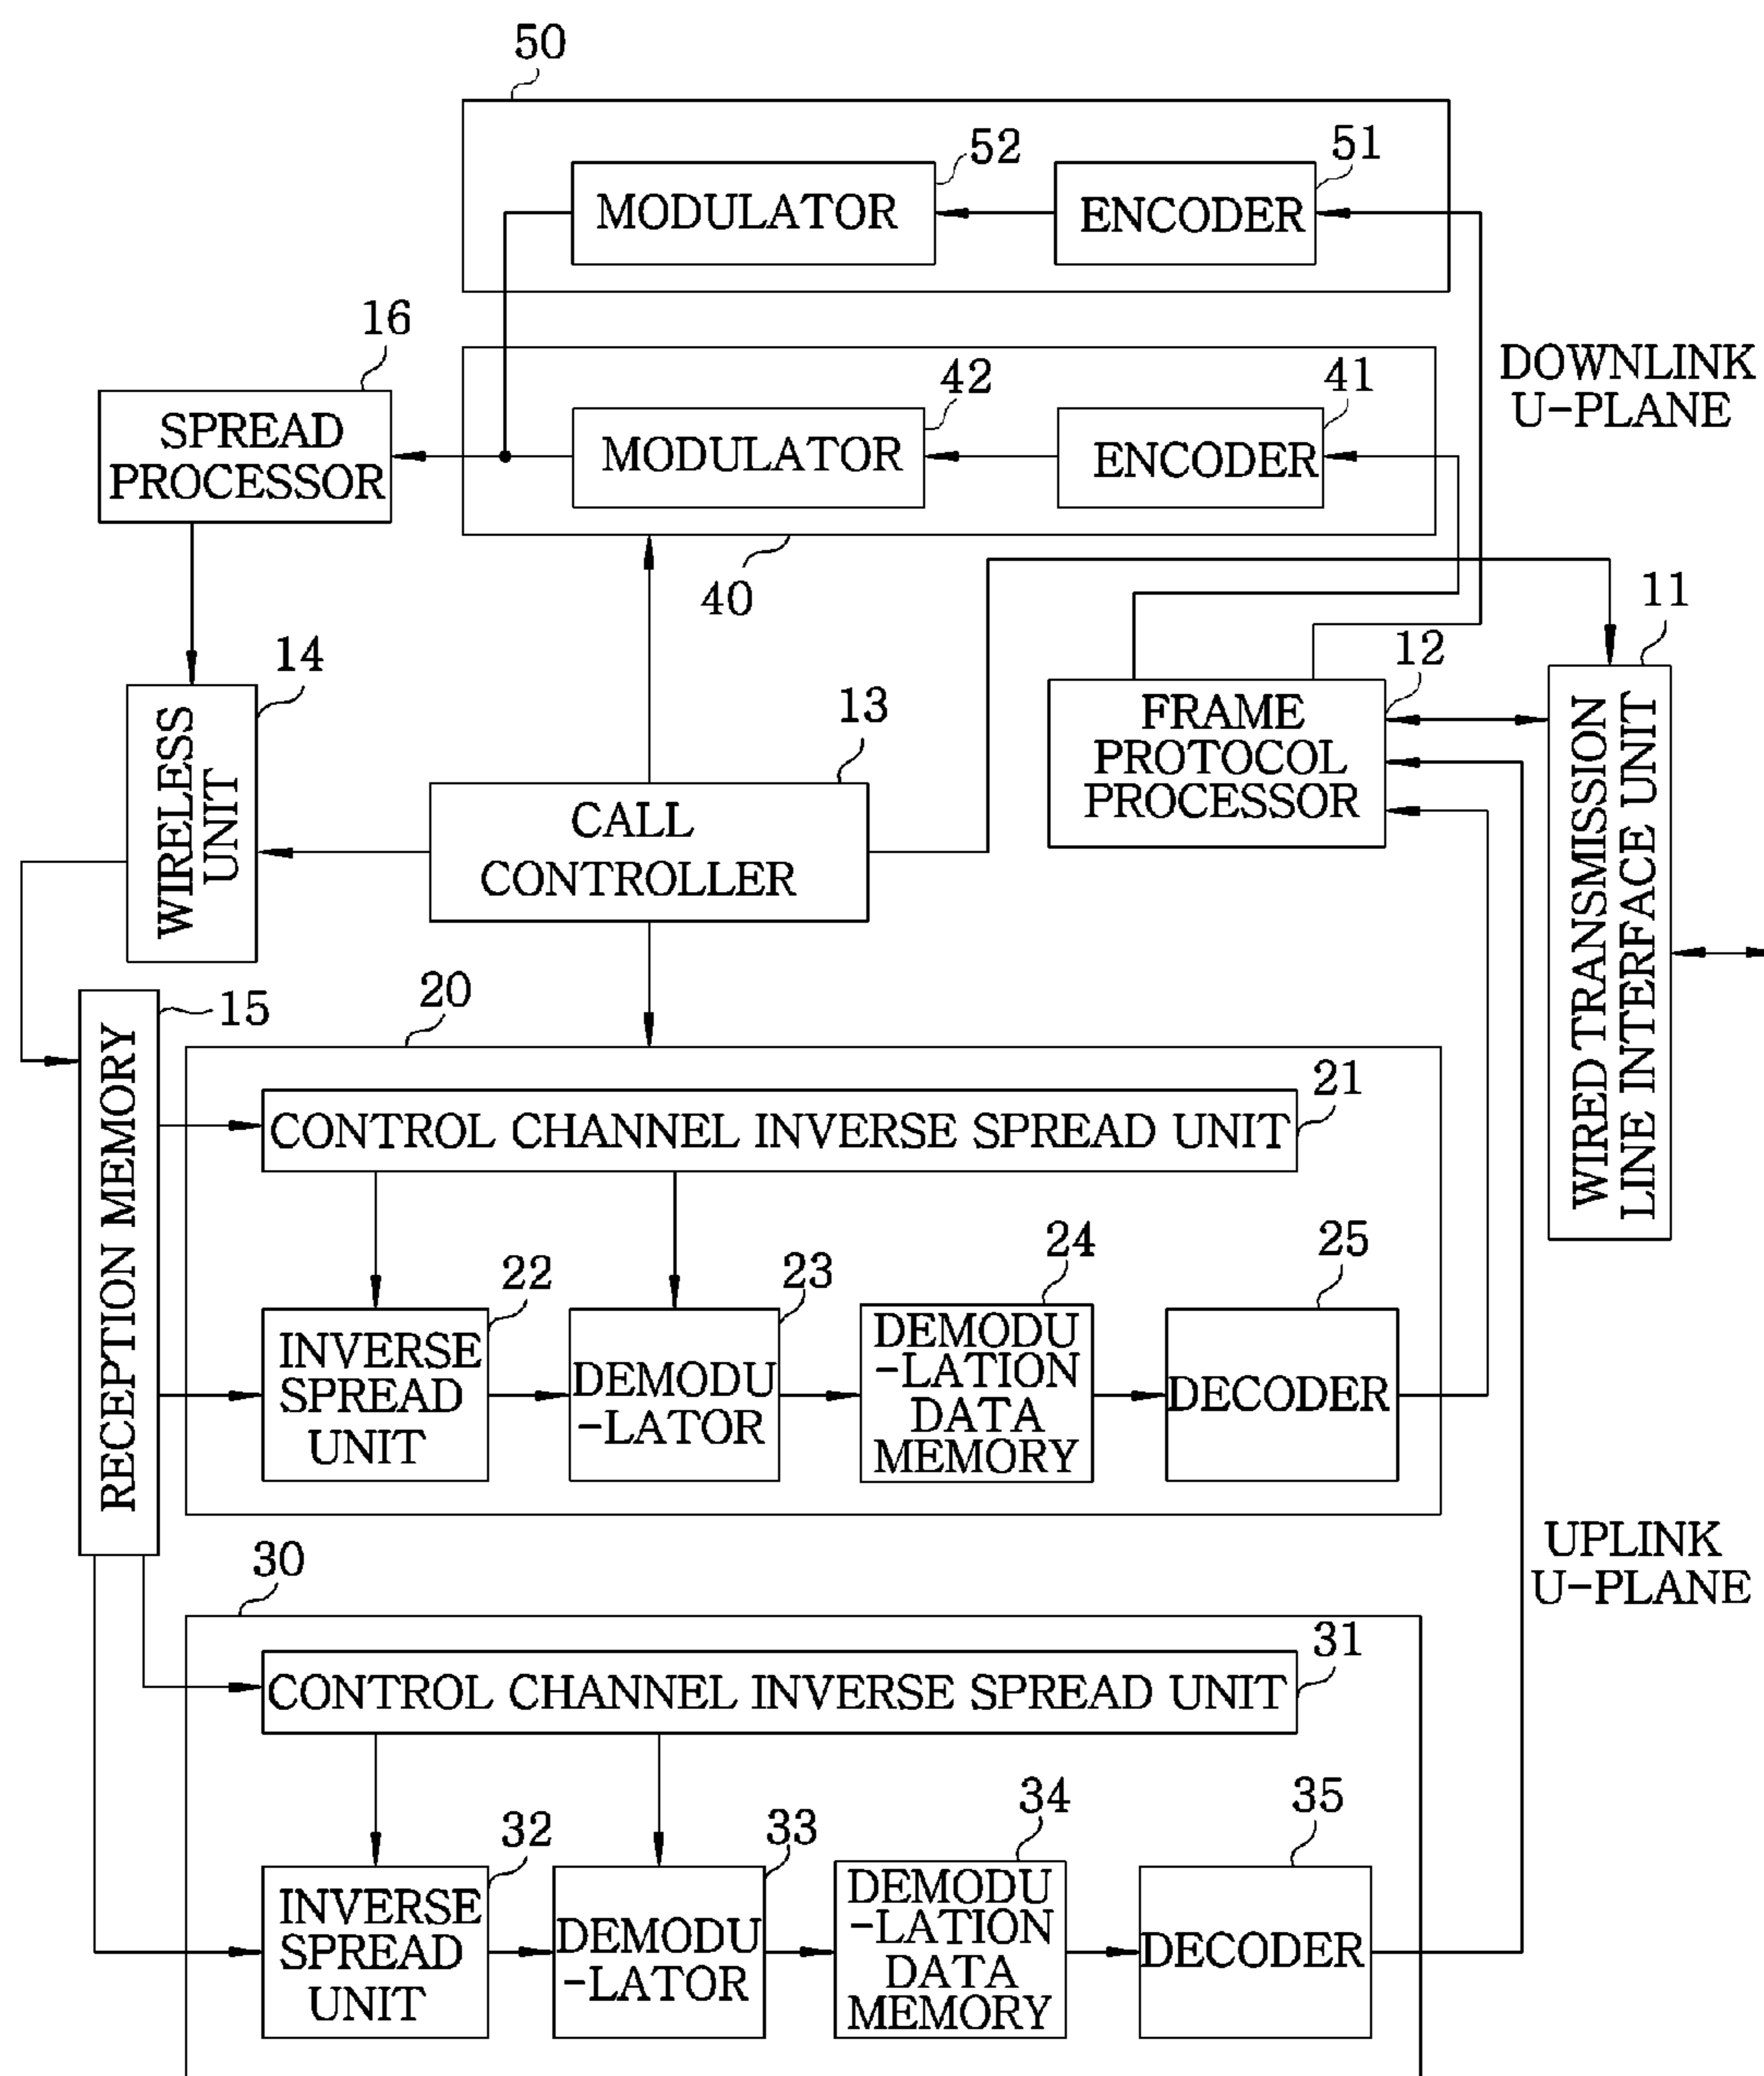 50
52
51
MODULATOR
ENCODER
16
42
41
DOWNLINK
U-PLANE
SPREAD
PROCESSOR
MODULATOR
ENCODER
40
11
14
13
12
WIRELESS
UNIT
CALL
CONTROLLER
FRAME
PROTOCOL
PROCESSOR
WIRED TRANSMISSION
LINE INTERFACE UNIT
15
20
RECEPTION MEMORY
21
CONTROL CHANNEL INVERSE SPREAD UNIT
22
23
24
25
INVERSE
SPREAD
UNIT
DEMODU
-LATOR
DEMODU
-LATION
DATA
MEMORY
DECODER
UPLINK
U-PLANE
30
31
CONTROL CHANNEL INVERSE SPREAD UNIT
32
33
34
35
INVERSE
SPREAD
UNIT
DEMODU
-LATOR
DEMODU
-LATION
DATA
MEMORY
DECODER